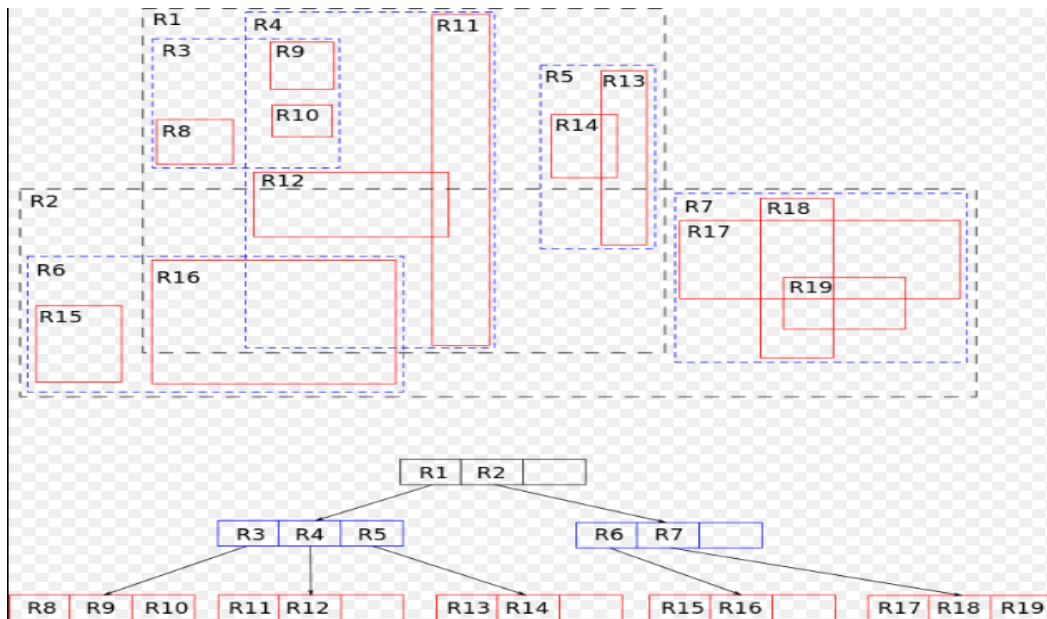 R1
R4
R11
R3
R9
R5
R13
R10
R14
R8
R12
R2
R7
R18
R17
R6
R16
R19
R15
R1 R2
R3 R4 R5
R6 R7
R8 R9 R10
R11 R12
R13 R14
R15 R16
R17 R18 R19